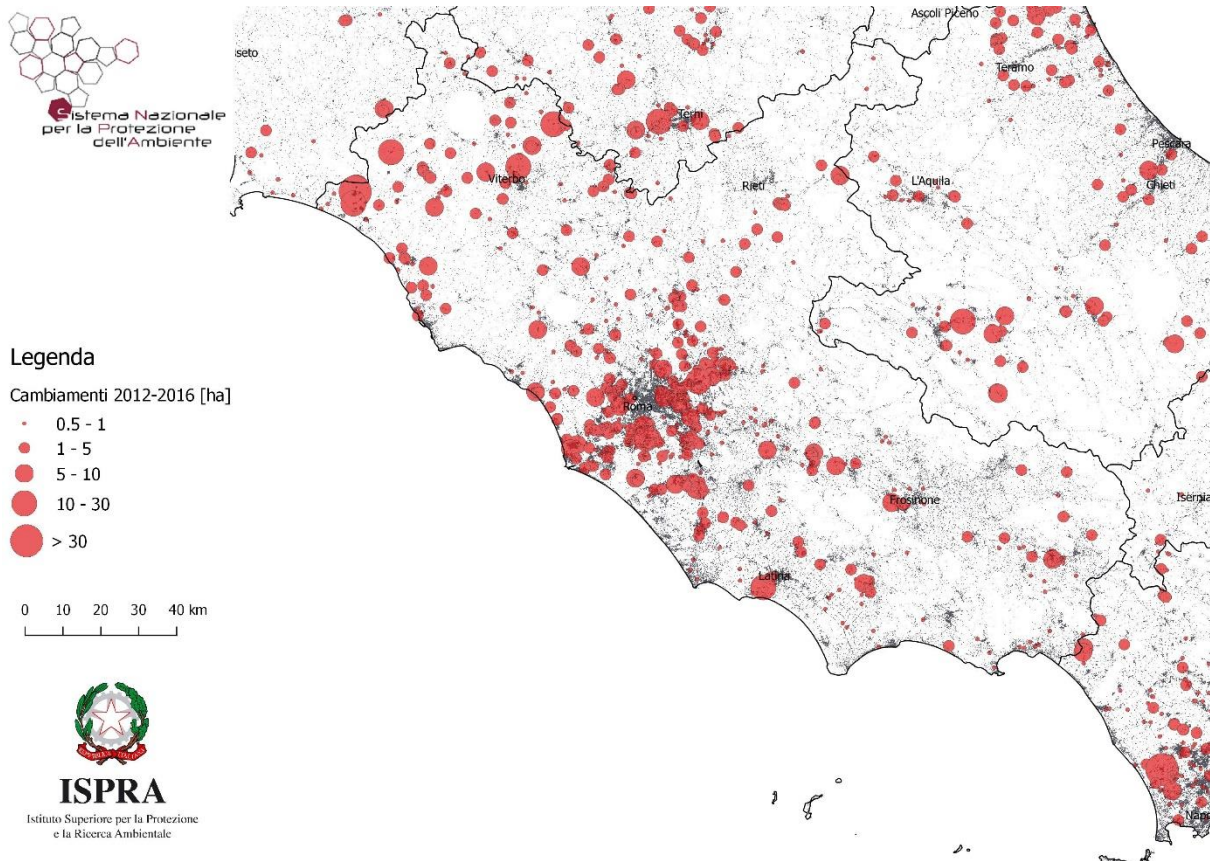 Sistema Nazionale
per la Protezione
dell'Ambiente
Legenda
Cambiamenti 2012-2016 [ha]
0.5 - 1
1 - 5
5 - 10
10 - 30
> 30
0 10 20 30 40 km
ISPRA
Istituto Superiore per la Protezione
e la Ricerca Ambientale
sseto
Ascoli Piceno
Teramo
Terni
Pescara
Viterbo
Rieti
L'Aquila
Chieti
Roma
Frosinone
Isernia
Latina
Napo